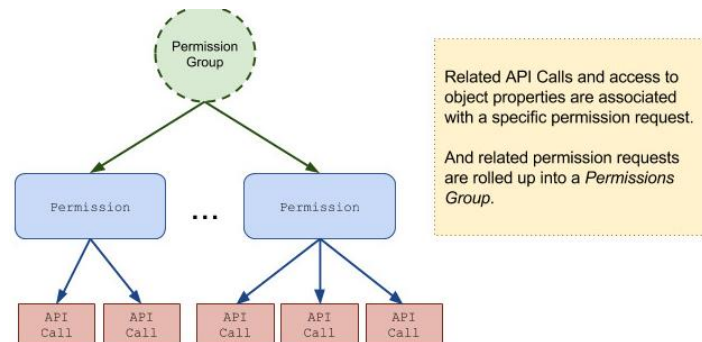 Permission
Group
Related API Calls and access to
object properties are associated
with a specific permission request.
And related permission requests
are rolled up into a Permissions
Group.
Permission
...
Permission
API
Call
API
Call
API
Call
API
Call
API
Call